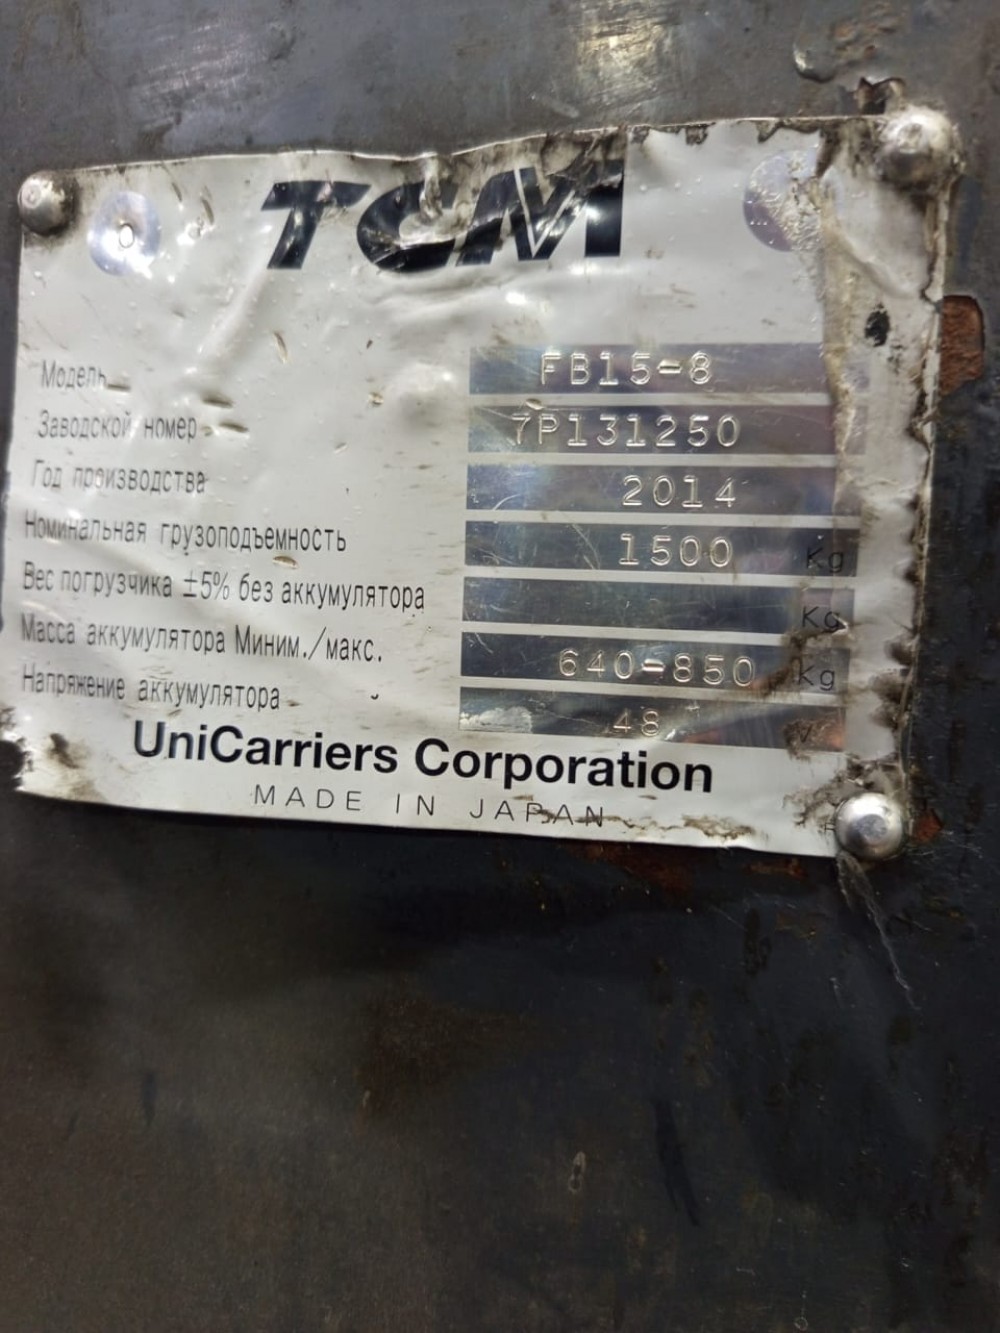 TCM
Модель FB15-8
Заводской номер 7P131250
Год производства 2014
Номинальная грузоподъемность 1500 Kg
Вес погрузчика ±5% без аккумулятора Kg
Масса аккумулятора Миним./макс. 640-850 Kg
Напряжение аккумулятора 48 V
UniCarriers Corporation
MADE IN JAPAN